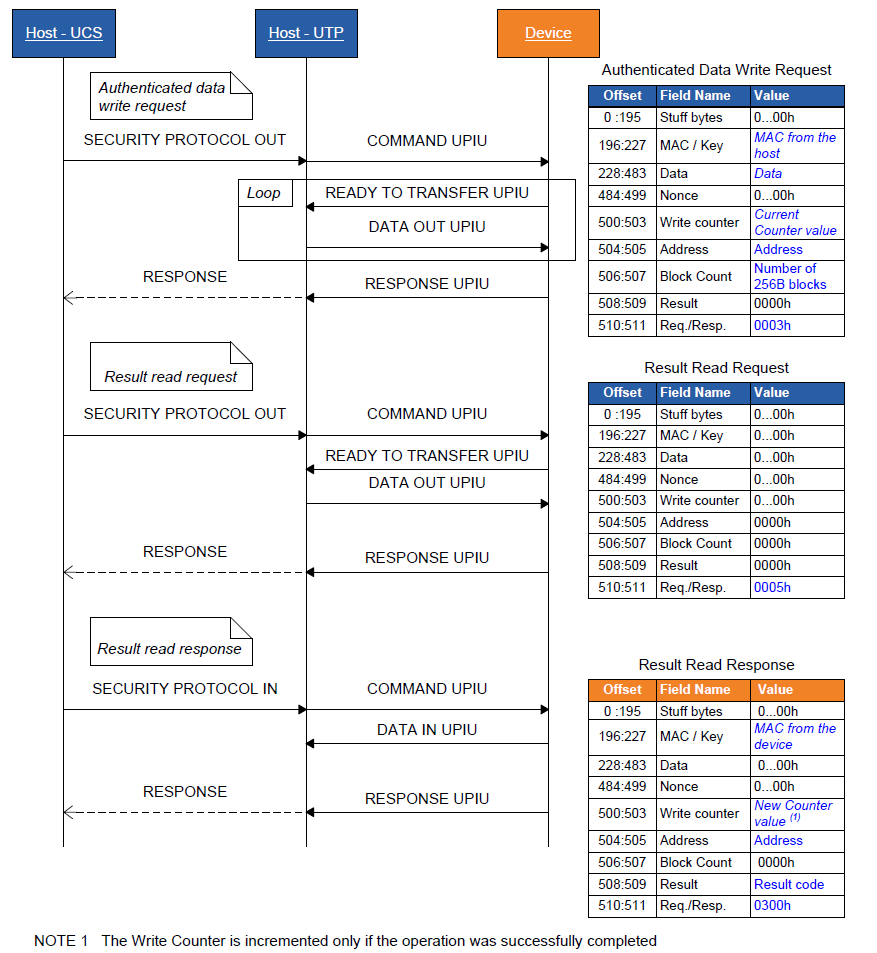 Host - UCS
Host - UTP
Device
Authenticated data
write request
SECURITY PROTOCOL OUT
COMMAND UPIU
Loop
READY TO TRANSFER UPIU
DATA OUT UPIU
RESPONSE
RESPONSE UPIU
Result read request
SECURITY PROTOCOL OUT
COMMAND UPIU
READY TO TRANSFER UPIU
DATA OUT UPIU
RESPONSE
RESPONSE UPIU
Result read response
SECURITY PROTOCOL IN
COMMAND UPIU
DATA IN UPIU
RESPONSE
RESPONSE UPIU
Authenticated Data Write Request
Offset Field Name Value
0 :195 Stuff bytes 0...00h
196:227 MAC / Key MAC from the
host
228:483 Data Data
484:499 Nonce 0...00h
500:503 Write counter Current
Counter value
504:505 Address Address
506:507 Block Count Number of
256B blocks
508:509 Result 0000h
510:511 Req./Resp. 0003h
Result Read Request
Offset Field Name Value
0 :195 Stuff bytes 0...00h
196:227 MAC / Key 0...00h
228:483 Data 0...00h
484:499 Nonce 0...00h
500:503 Write counter 0...00h
504:505 Address 0000h
506:507 Block Count 0000h
508:509 Result 0000h
510:511 Req./Resp. 0005h
Result Read Response
Offset Field Name Value
0 :195 Stuff bytes 0...00h
196:227 MAC / Key MAC from the
device
228:483 Data 0...00h
484:499 Nonce 0...00h
500:503 Write counter New Counter
value (1)
504:505 Address Address
506:507 Block Count 0000h
508:509 Result Result code
510:511 Req./Resp. 0300h
NOTE 1 The Write Counter is incremented only if the operation was successfully completed